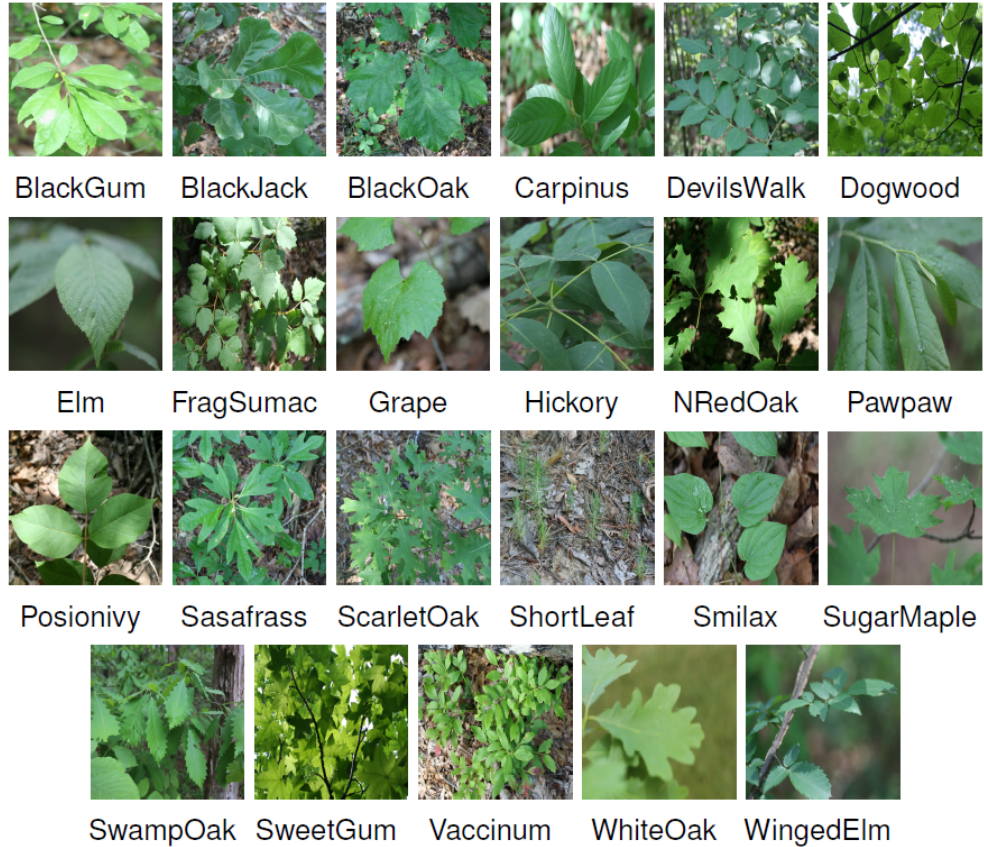 BlackGum BlackJack BlackOak Carpinus DevilsWalk Dogwood
Elm FragSumac Grape Hickory NRedOak Pawpaw
Posionivy Sasafrass ScarletOak ShortLeaf Smilax SugarMaple
SwampOak SweetGum Vaccinum WhiteOak WingedElm